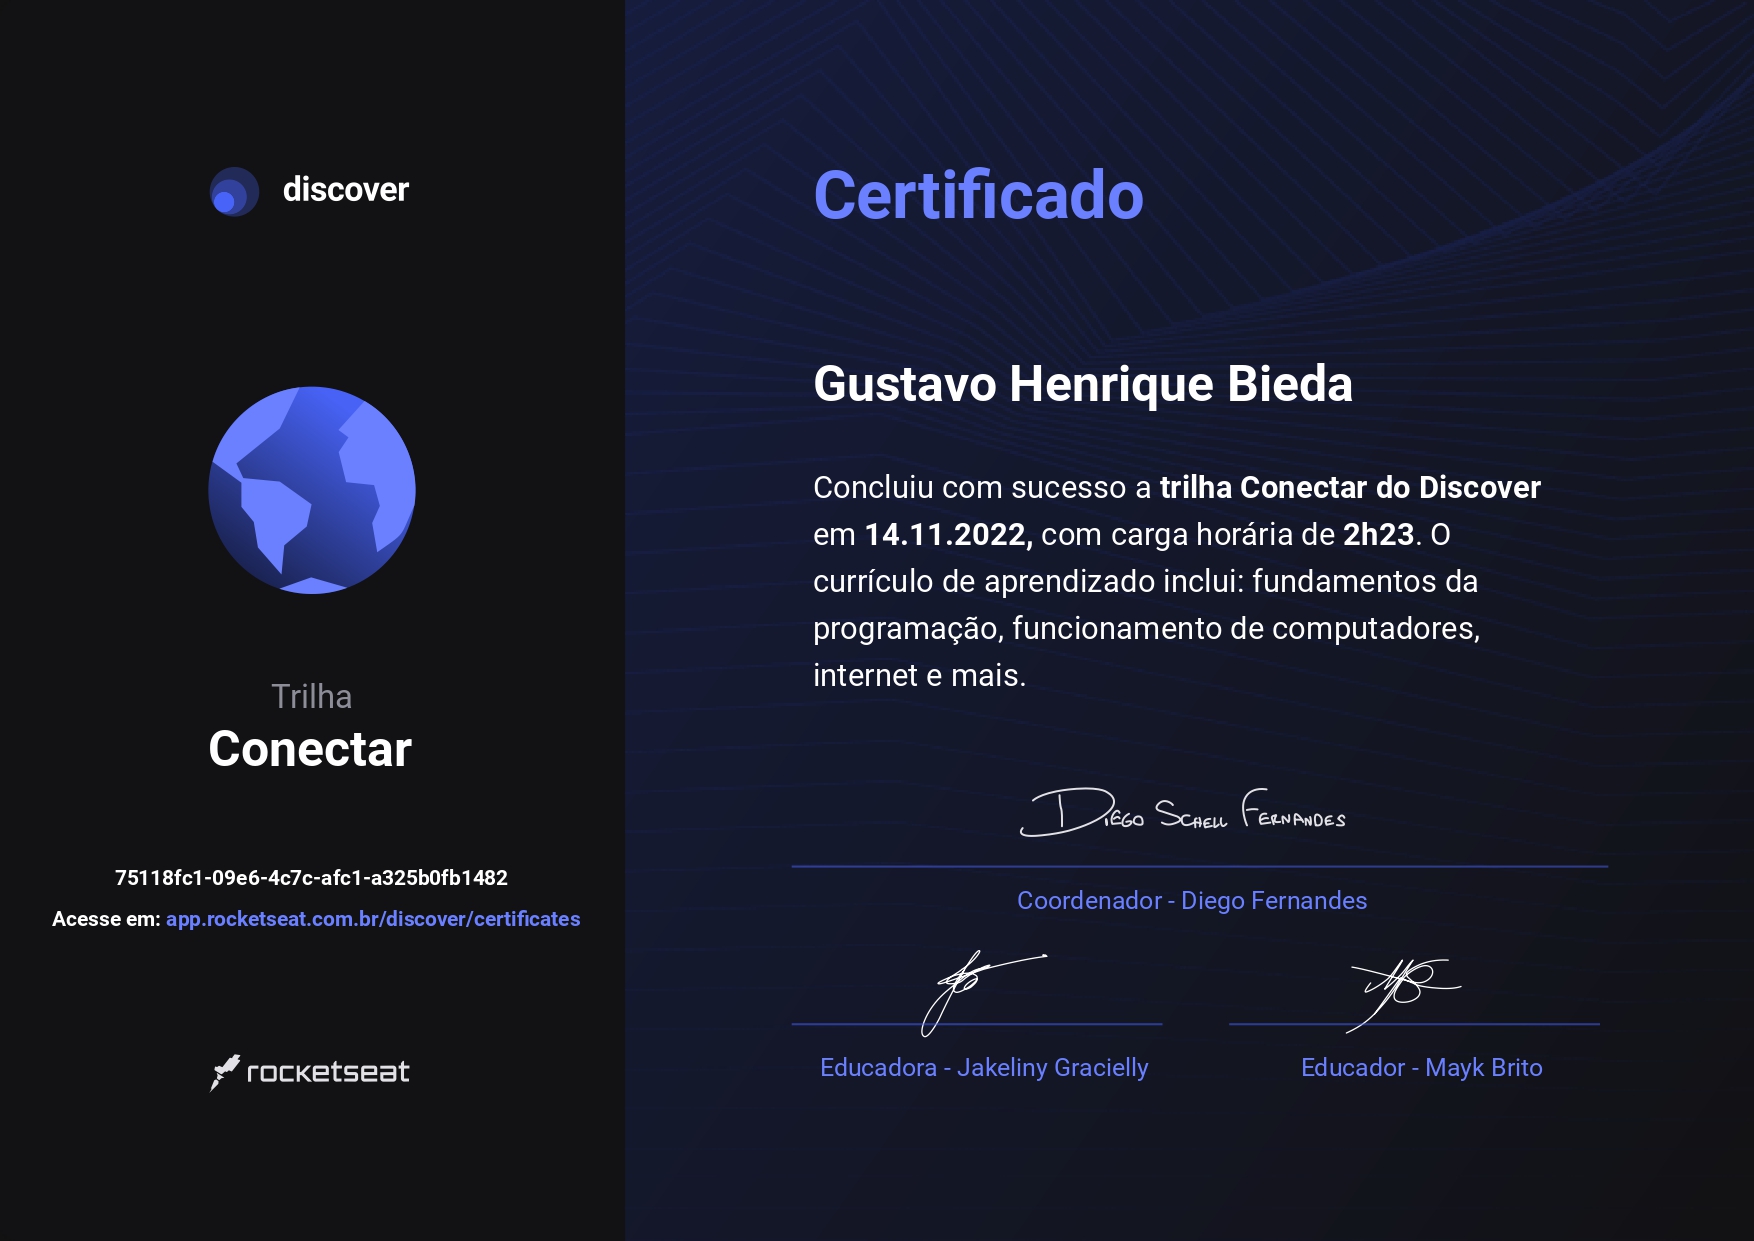 discover
Trilha
Conectar
75118fc1-09e6-4c7c-afc1-a325b0fb1482
Acesse em: app.rocketseat.com.br/discover/certificates
rocketseat
Certificado
Gustavo Henrique Bieda
Concluiu com sucesso a trilha Conectar do Discover
em 14.11.2022, com carga horária de 2h23. O
currículo de aprendizado inclui: fundamentos da
programação, funcionamento de computadores,
internet e mais.
Diego Schell Fernandes
Coordenador - Diego Fernandes
Educadora - Jakeliny Gracielly
Educador - Mayk Brito